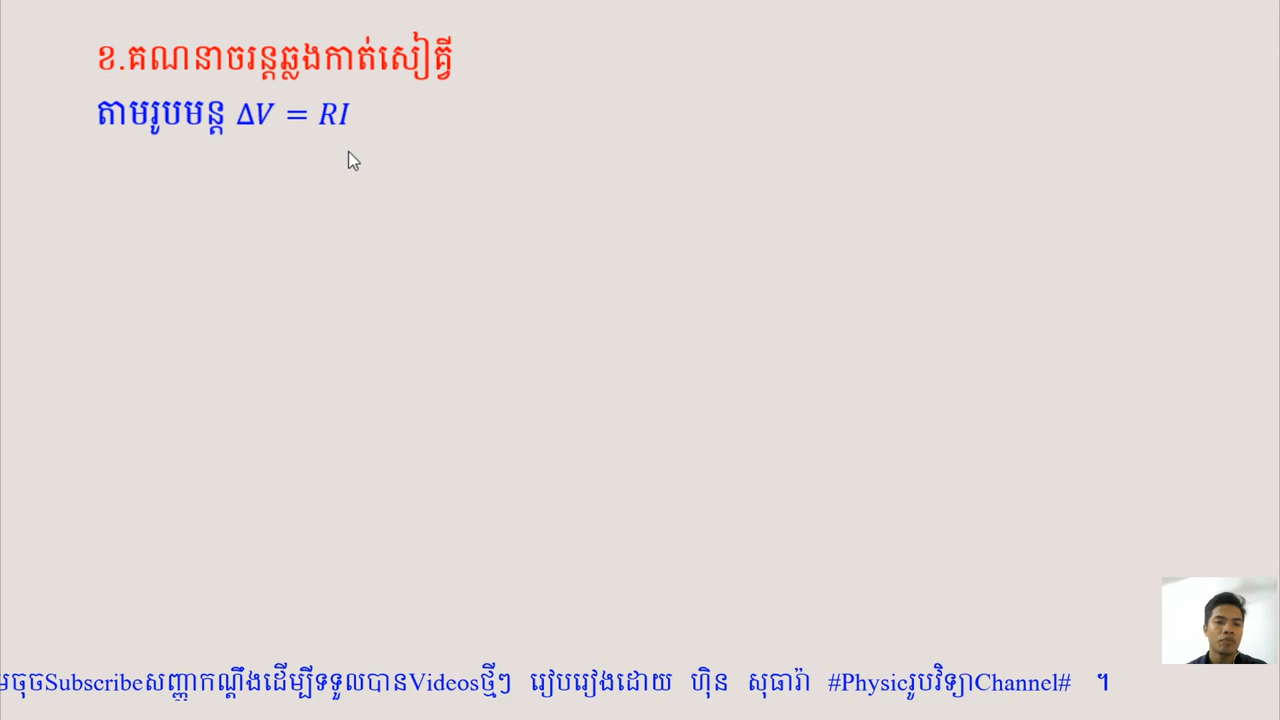 ខ.គណនាចរន្តឆ្លងកាត់សៀគ្វី
តាមរូបមន្ត ΔV = RI
មចុចSubscribeសញ្ញាកណ្ដឹងដើម្បីទទួលបានVideosថ្មីៗ រៀបរៀងដោយ ហ៊ិន សុធារ៉ា #Physicរូបវិទ្យាChannel# ។